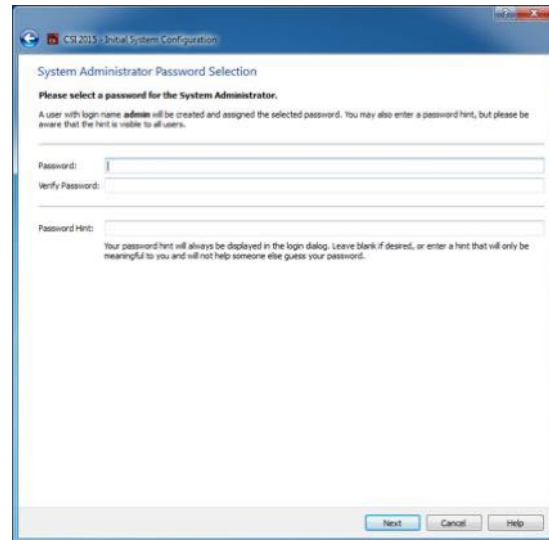 CSI 2015 - Initial System Configuration
System Administrator Password Selection
Please select a password for the System Administrator.
A user with login name admin will be created and assigned the selected password. You may also enter a password hint, but please be
aware that the hint is visible to all users.
Password:
Verify Password:
Password Hint:
Your password hint will always be displayed in the login dialog. Leave blank if desired, or enter a hint that will only be
meaningful to you and will not help someone else guess your password.
Next Cancel Help